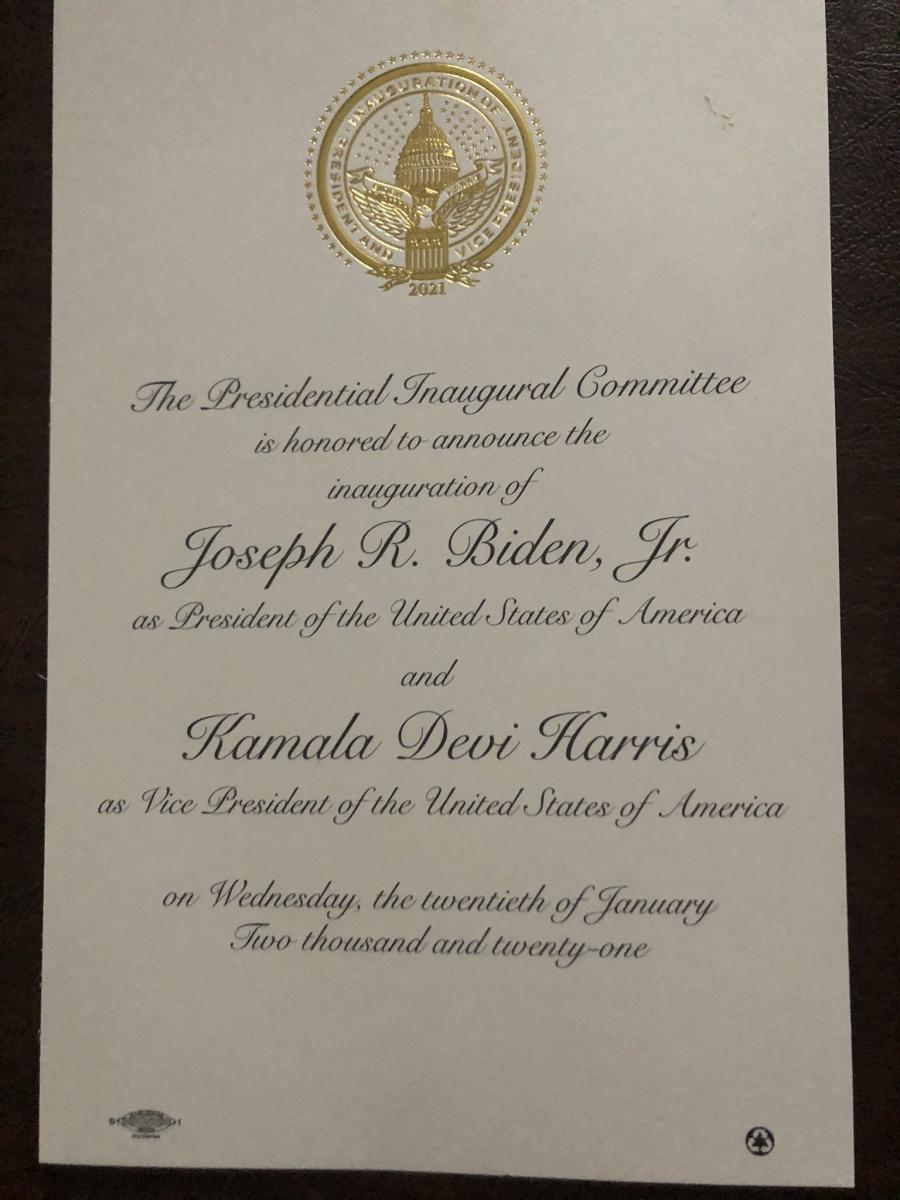 INAUGURATION OF
PRESIDENT AND
VICE PRESIDENT
2021
The Presidential Inaugural Committee
is honored to announce the
inauguration of
Joseph R. Biden, Jr.
as President of the United States of America
and
Kamala Devi Harris
as Vice President of the United States of America
on Wednesday, the twentieth of January
Two thousand and twenty-one